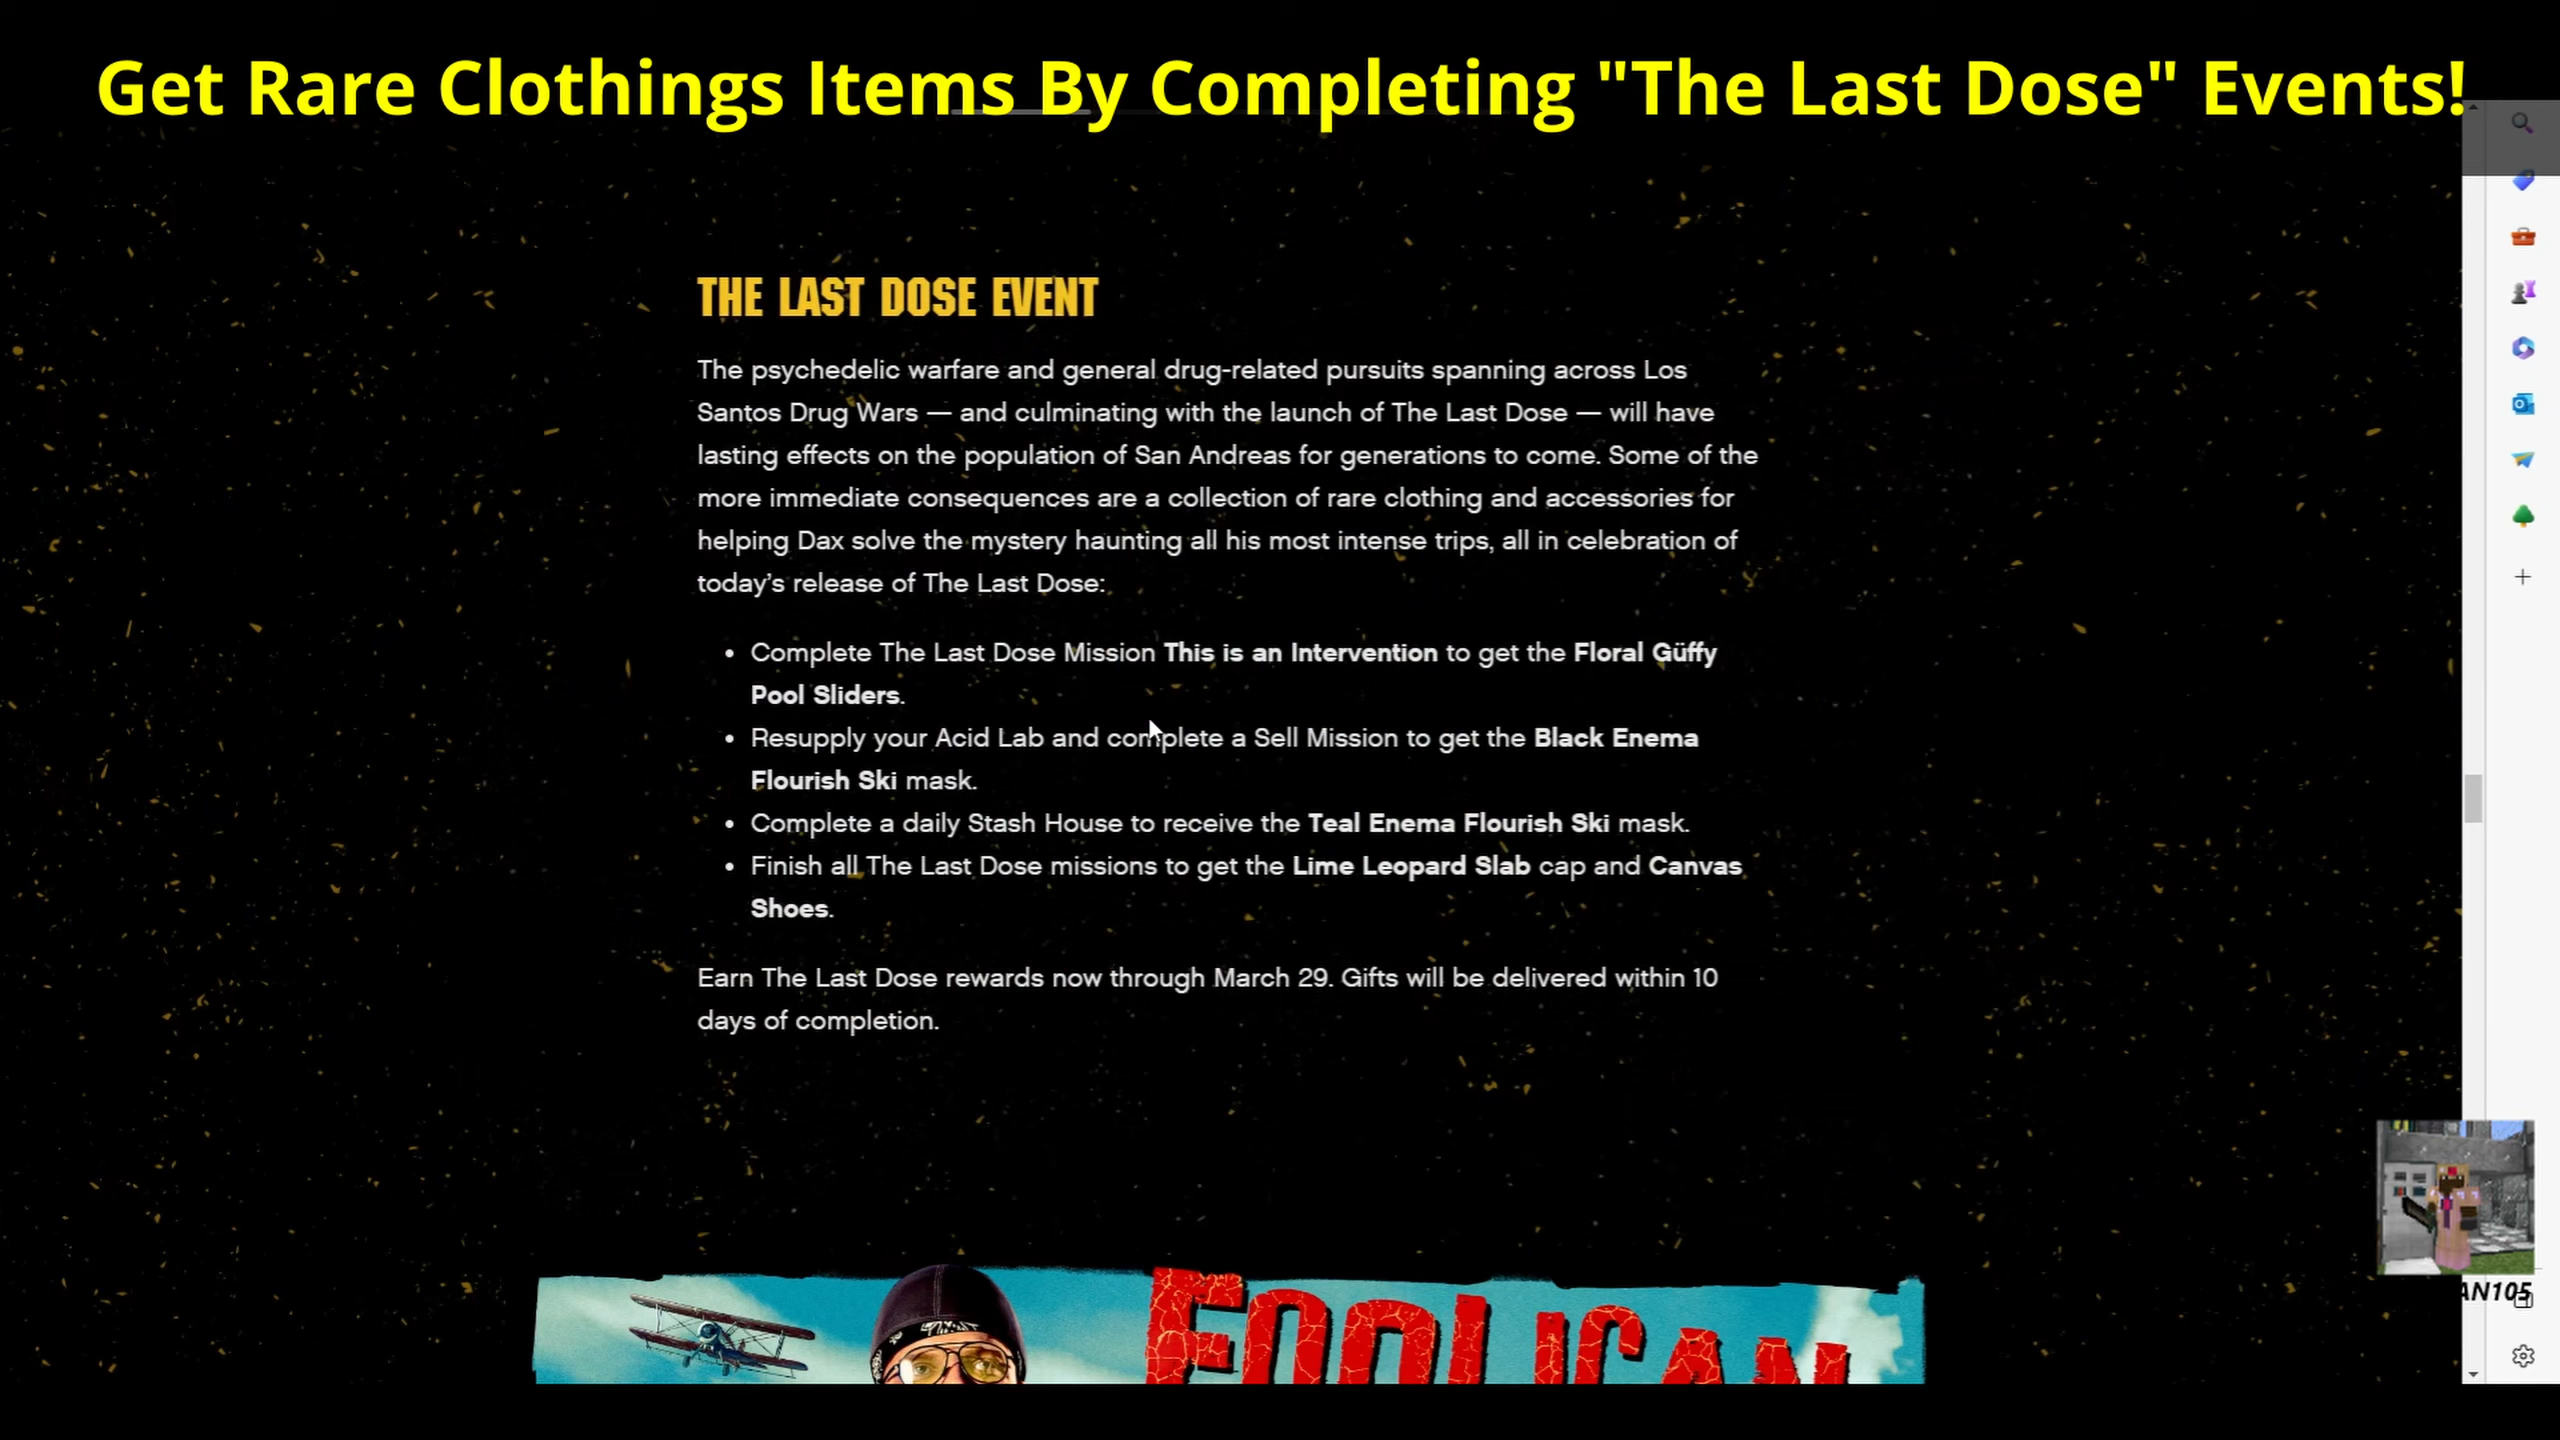 Get Rare Clothings Items By Completing "The Last Dose" Events!
THE LAST DOSE EVENT
The psychedelic warfare and general drug-related pursuits spanning across Los
Santos Drug Wars — and culminating with the launch of The Last Dose — will have
lasting effects on the population of San Andreas for generations to come. Some of the
more immediate consequences are a collection of rare clothing and accessories for
helping Dax solve the mystery haunting all his most intense trips, all in celebration of
today's release of The Last Dose:
• Complete The Last Dose Mission This is an Intervention to get the Floral Güffy
Pool Sliders.
• Resupply your Acid Lab and complete a Sell Mission to get the Black Enema
Flourish Ski mask.
• Complete a daily Stash House to receive the Teal Enema Flourish Ski mask.
• Finish all The Last Dose missions to get the Lime Leopard Slab cap and Canvas
Shoes.
Earn The Last Dose rewards now through March 29. Gifts will be delivered within 10
days of completion.
AN105